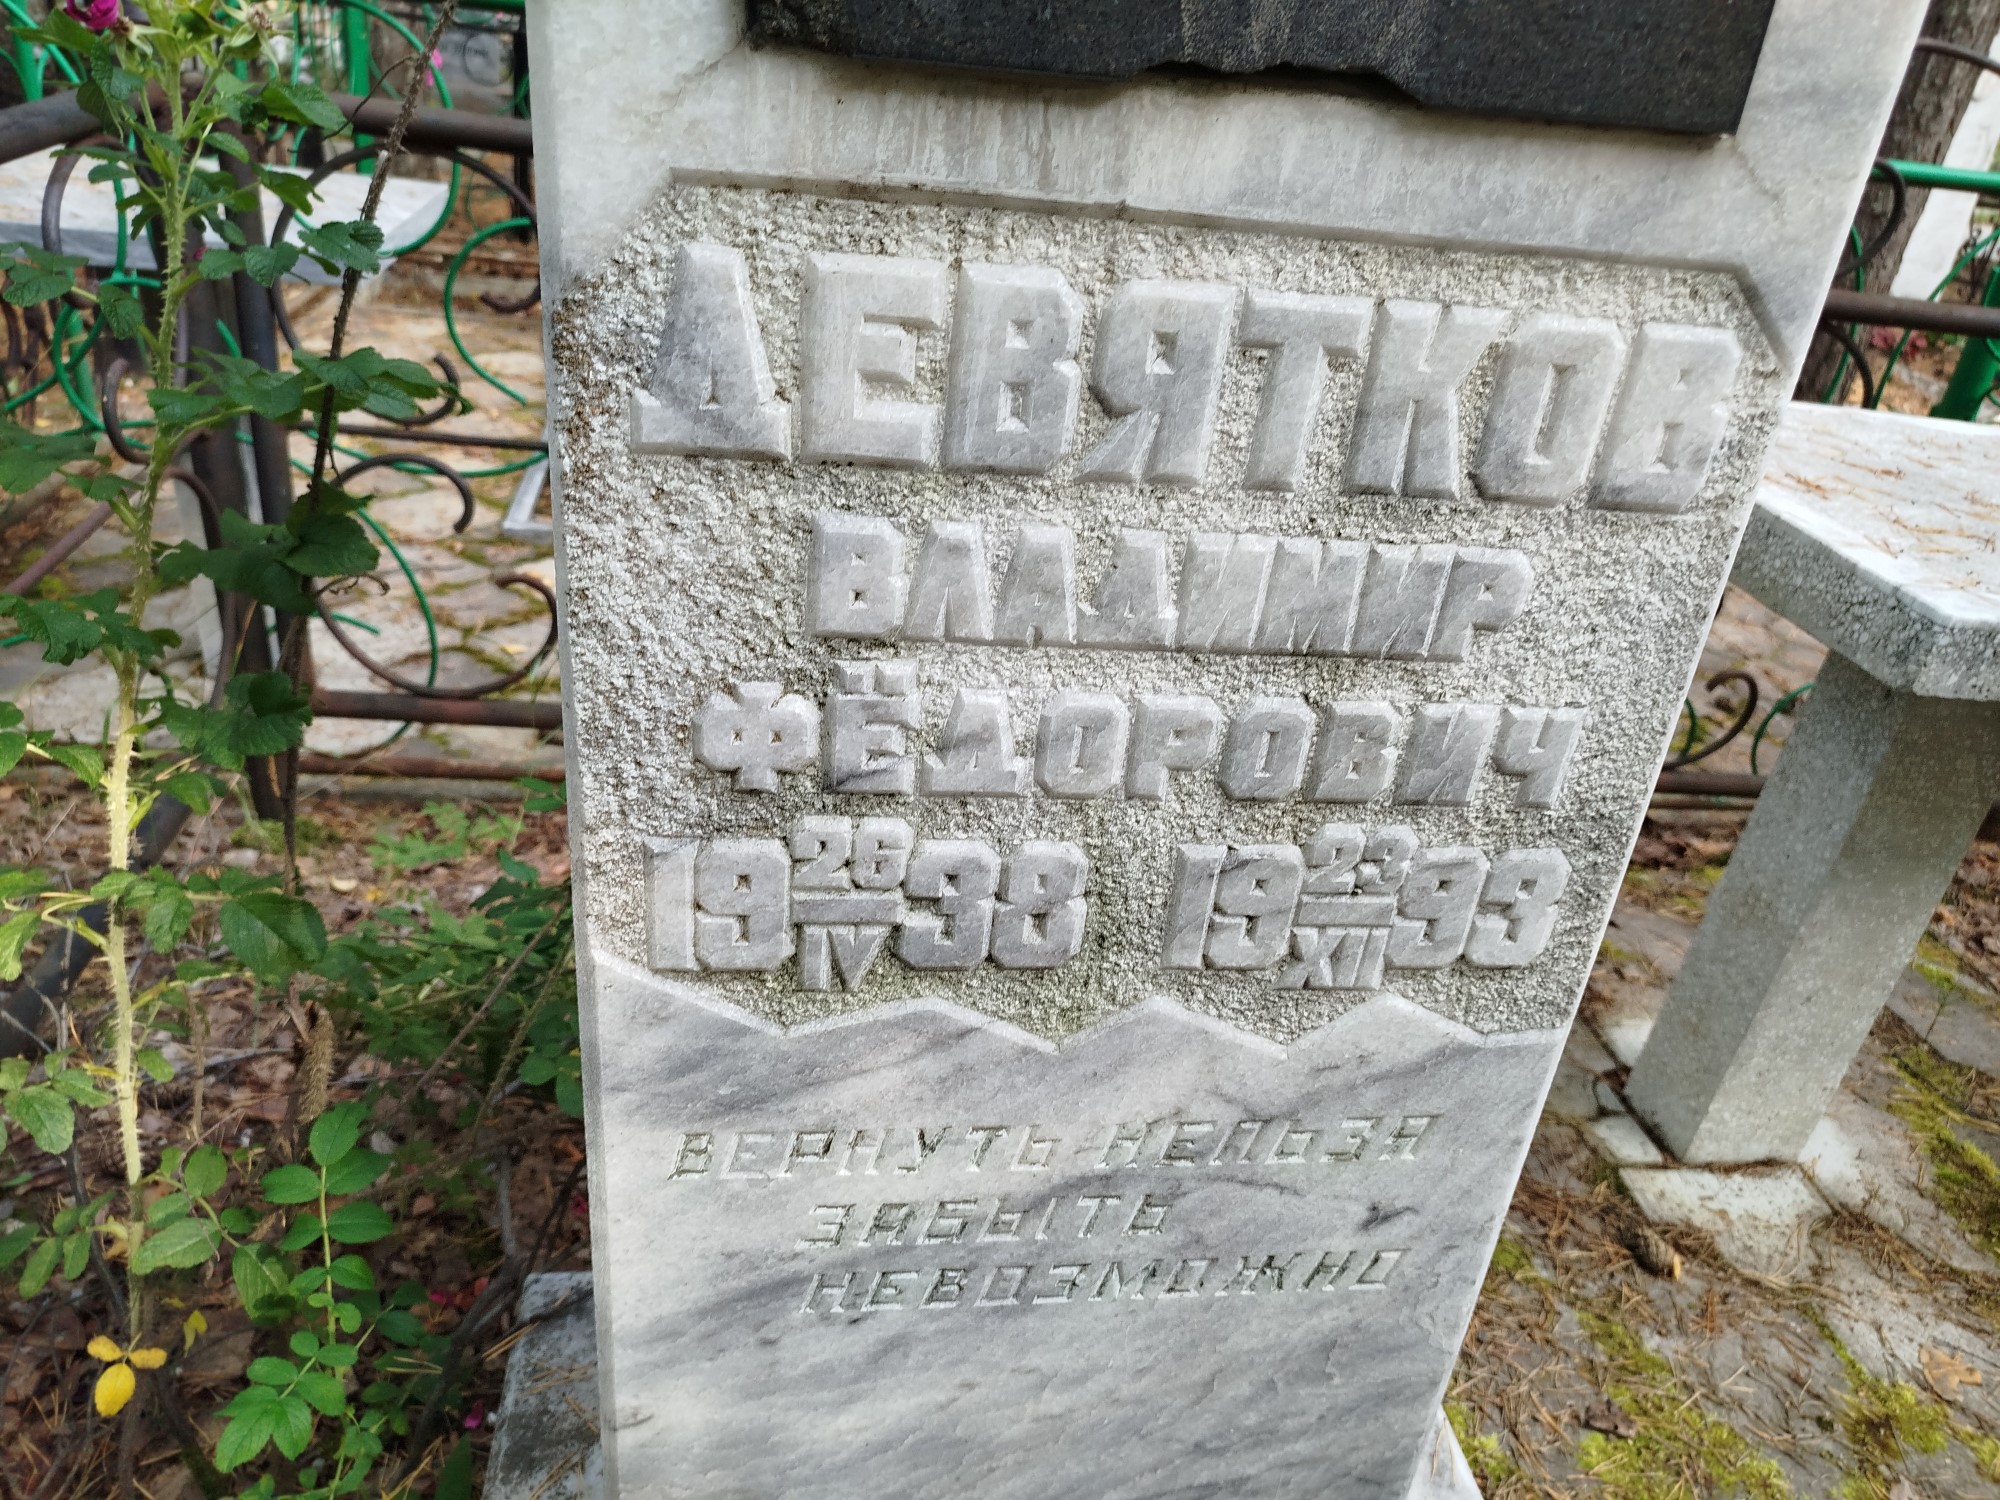 ДЕВЯТКОВ
ВЛАДИМИР
ФЁДОРОВИЧ
19 26/IV 38 19 23/XII 93
ВЕРНУТЬ НЕЛЬЗЯ
ЗАБЫТЬ
НЕВОЗМОЖНО